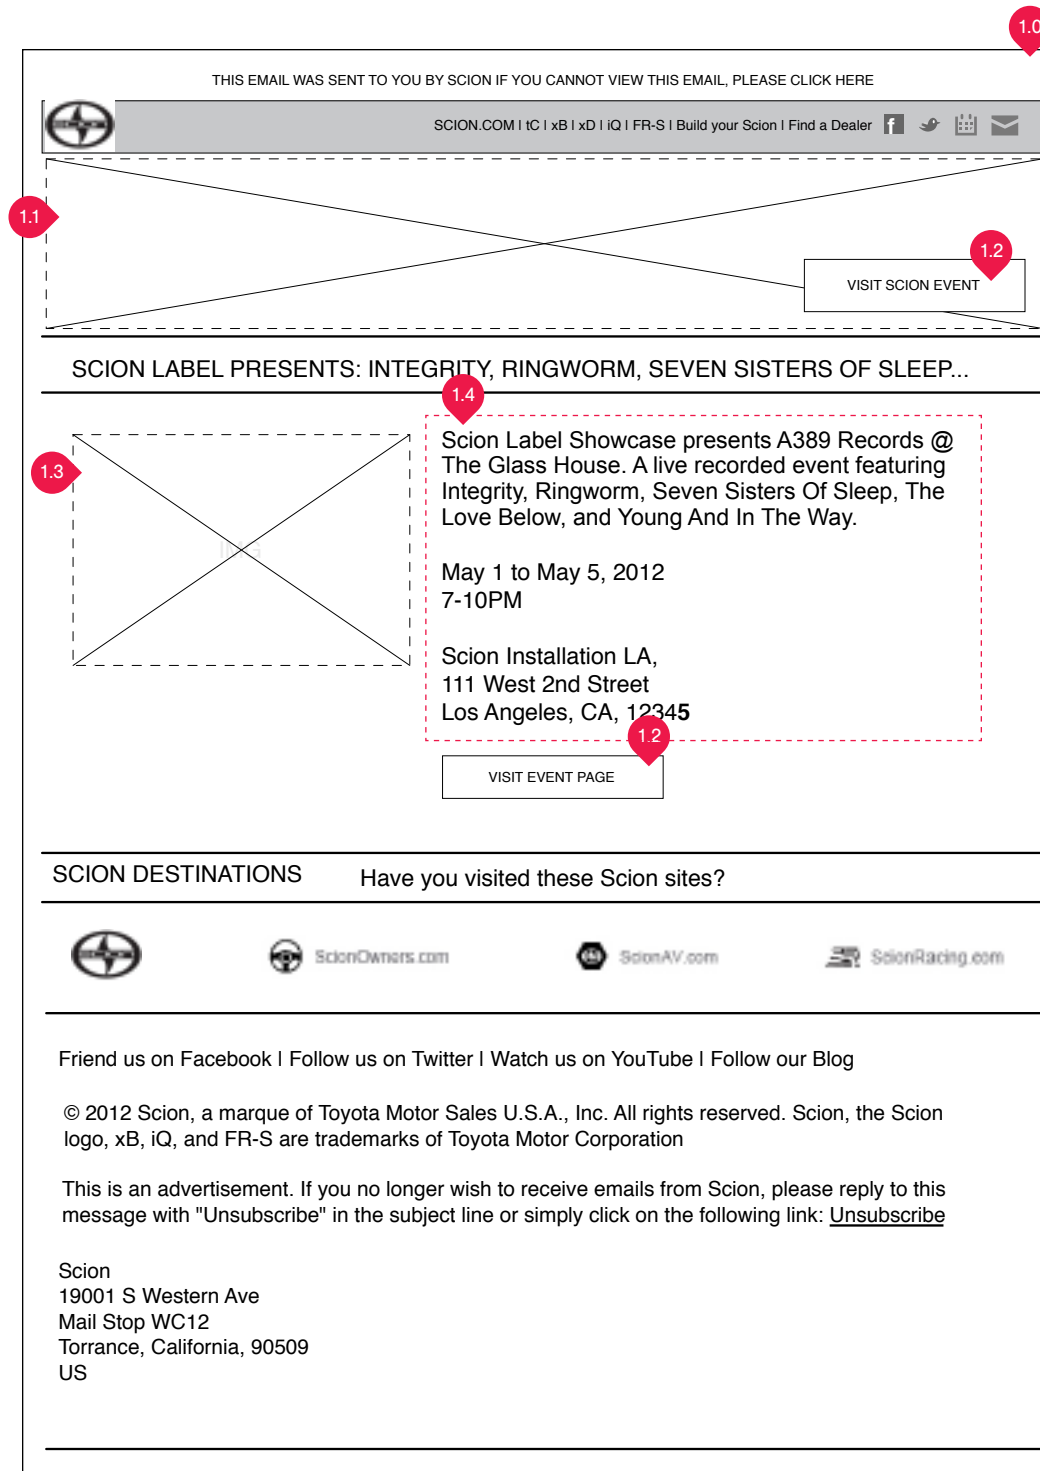 1.0
THIS EMAIL WAS SENT TO YOU BY SCION IF YOU CANNOT VIEW THIS EMAIL, PLEASE CLICK HERE
SCION
SCION.COM | tC | xB | xD | iQ | FR-S | Build your Scion | Find a Dealer
1.1
1.2
VISIT SCION EVENT
SCION LABEL PRESENTS: INTEGRITY, RINGWORM, SEVEN SISTERS OF SLEEP...
1.4
1.3
IMG
Scion Label Showcase presents A389 Records @
The Glass House. A live recorded event featuring
Integrity, Ringworm, Seven Sisters Of Sleep, The
Love Below, and Young And In The Way.
May 1 to May 5, 2012
7-10PM
Scion Installation LA,
111 West 2nd Street
Los Angeles, CA, 12345
1.2
VISIT EVENT PAGE
SCION DESTINATIONS Have you visited these Scion sites?
SCION ScionOwners.com ScionAV.com ScionRacing.com
Friend us on Facebook | Follow us on Twitter | Watch us on YouTube | Follow our Blog
© 2012 Scion, a marque of Toyota Motor Sales U.S.A., Inc. All rights reserved. Scion, the Scion
logo, xB, iQ, and FR-S are trademarks of Toyota Motor Corporation
This is an advertisement. If you no longer wish to receive emails from Scion, please reply to this
message with "Unsubscribe" in the subject line or simply click on the following link: Unsubscribe
Scion
19001 S Western Ave
Mail Stop WC12
Torrance, California, 90509
US